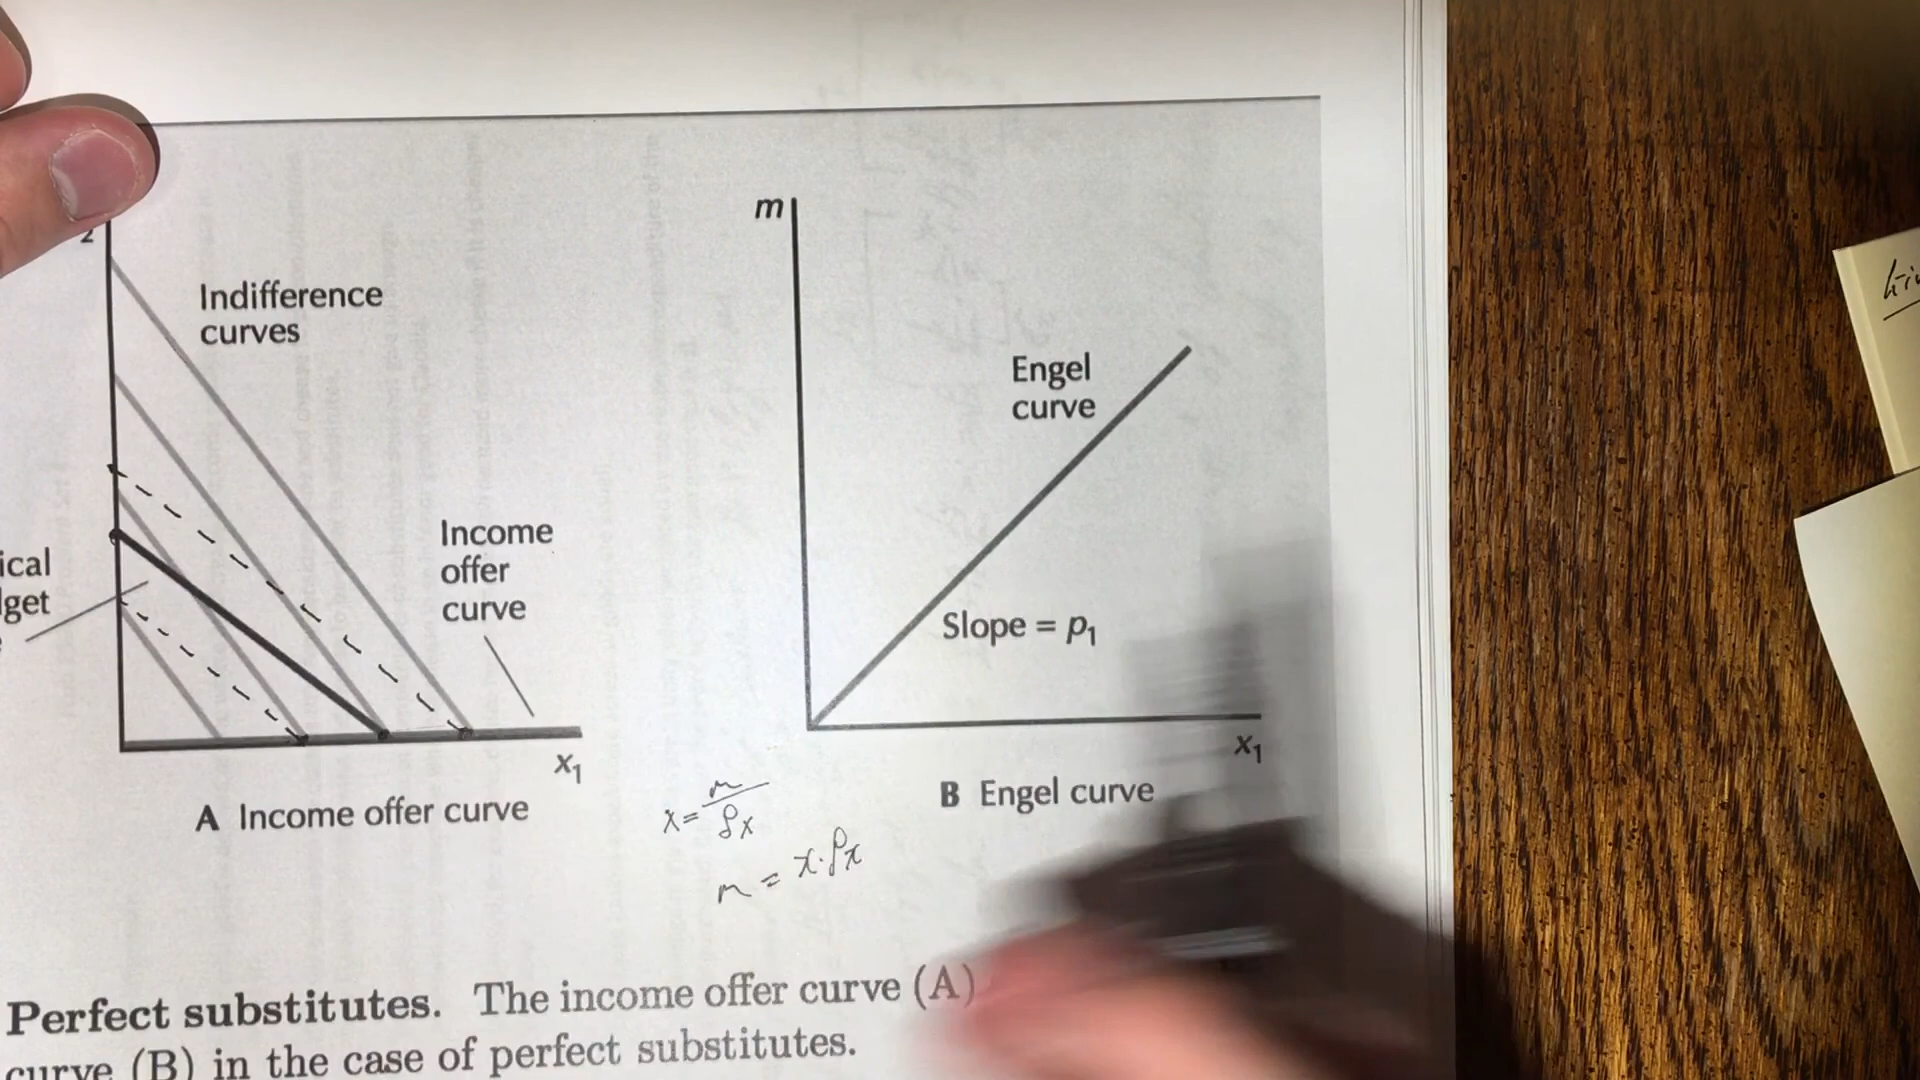 2
Indifference
curves
ical
lget
Income
offer
curve
x₁
A Income offer curve
m
Engel
curve
Slope = p₁
x₁
B Engel curve
x = m / Px
m = x · Px
Perfect substitutes. The income offer curve (A)
curve (B) in the case of perfect substitutes.